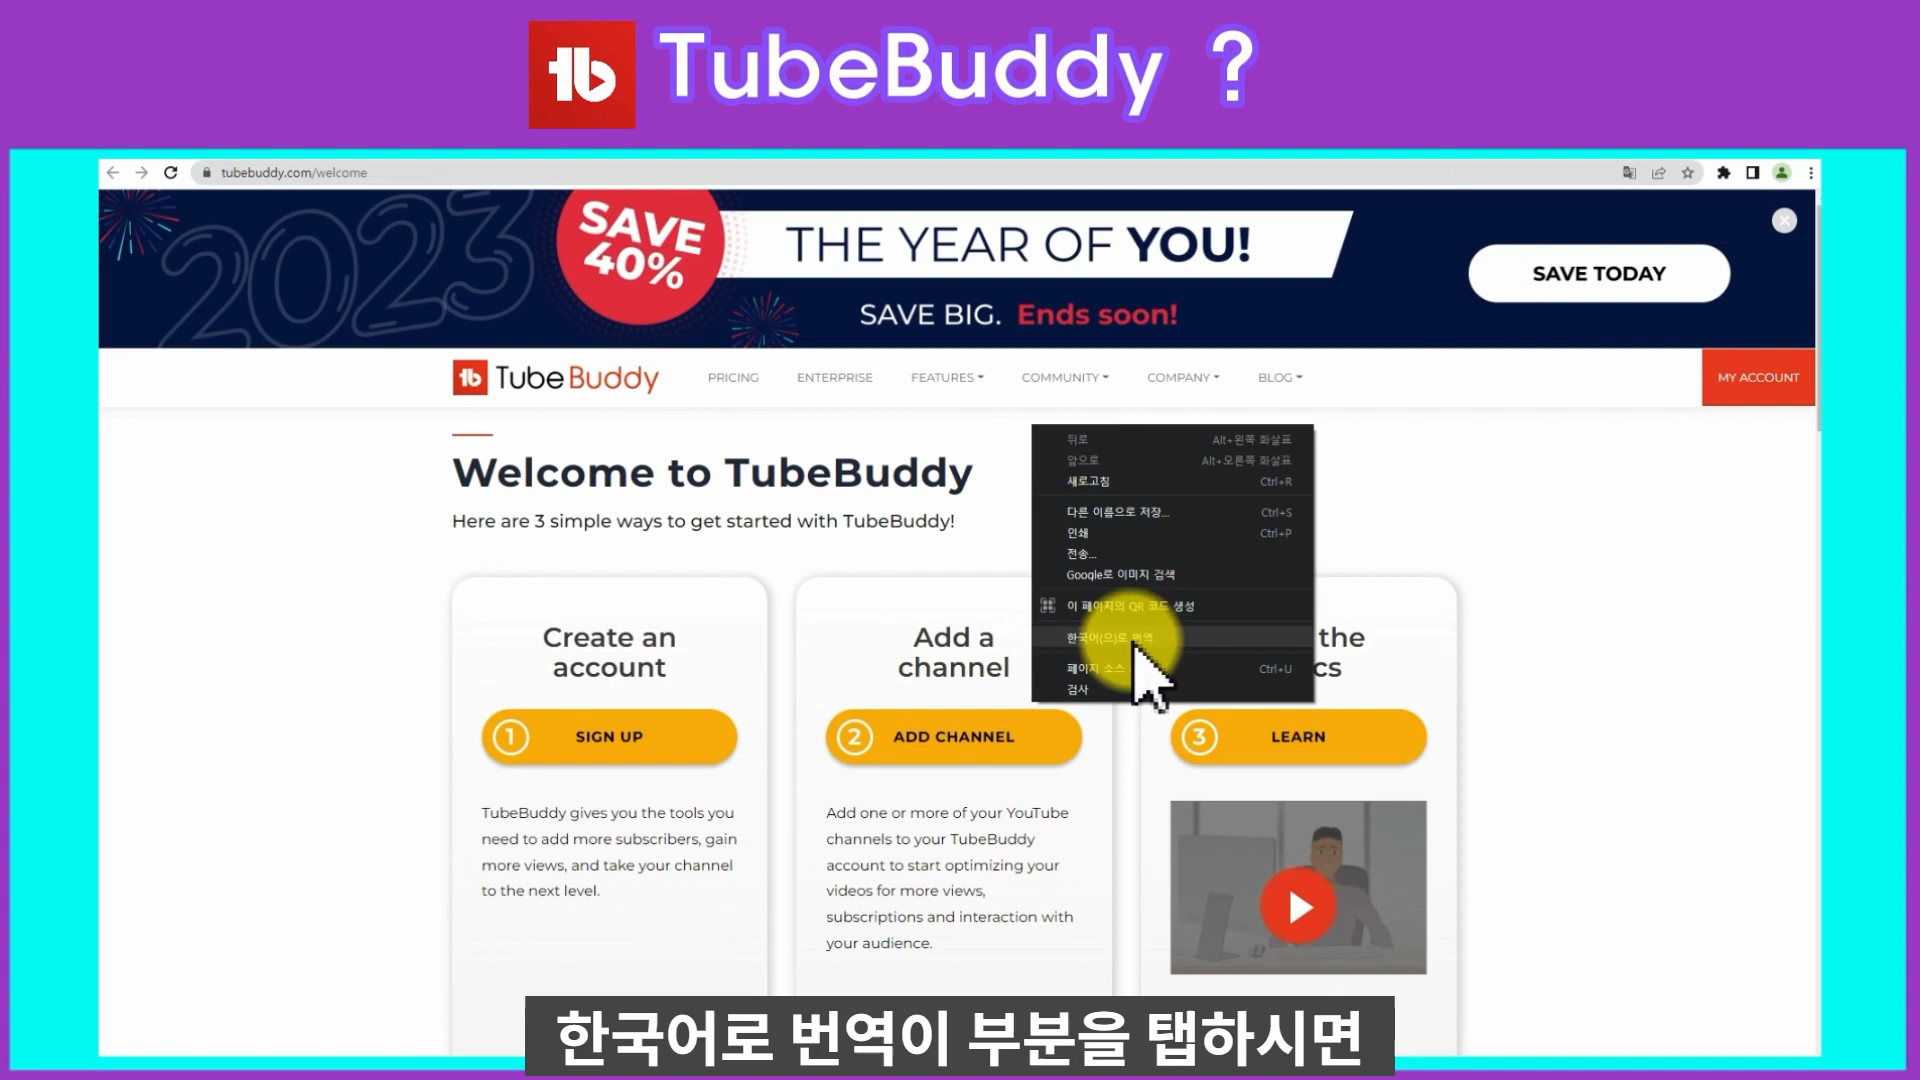 TubeBuddy ?
tubebuddy.com/welcome
2023
SAVE
40%
THE YEAR OF YOU!
SAVE BIG. Ends soon!
SAVE TODAY
TubeBuddy
PRICING
ENTERPRISE
FEATURES
COMMUNITY
COMPANY
BLOG
MY ACCOUNT
Welcome to TubeBuddy
Here are 3 simple ways to get started with TubeBuddy!
뒤로 Alt+왼쪽 화살표
앞으로 Alt+오른쪽 화살표
새로고침 Ctrl+R
다른 이름으로 저장... Ctrl+S
인쇄 Ctrl+P
전송...
Google로 이미지 검색
이 페이지의 QR 코드 생성
한국어(으)로 번역
페이지 소스 Ctrl+U
검사
Create an
account
1 SIGN UP
TubeBuddy gives you the tools you
need to add more subscribers, gain
more views, and take your channel
to the next level.
Add a
channel
2 ADD CHANNEL
Add one or more of your YouTube
channels to your TubeBuddy
account to start optimizing your
videos for more views,
subscriptions and interaction with
your audience.
the
cs
3 LEARN
한국어로 번역이 부분을 탭하시면